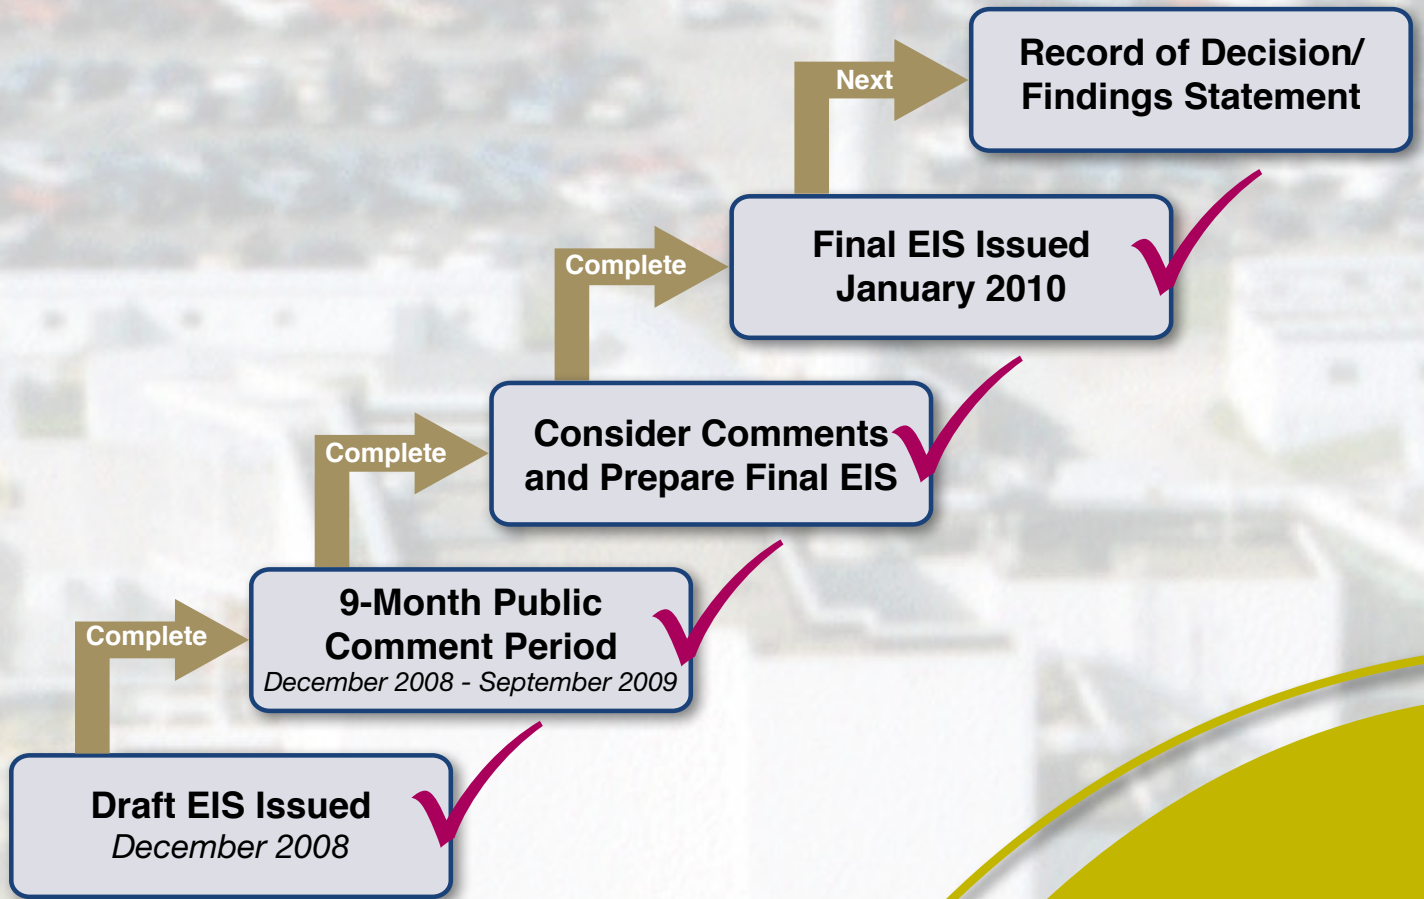 Record of Decision/
Findings Statement
Next
Final EIS Issued
January 2010
Complete
Consider Comments
and Prepare Final EIS
Complete
9-Month Public
Comment Period
December 2008 - September 2009
Complete
Draft EIS Issued
December 2008